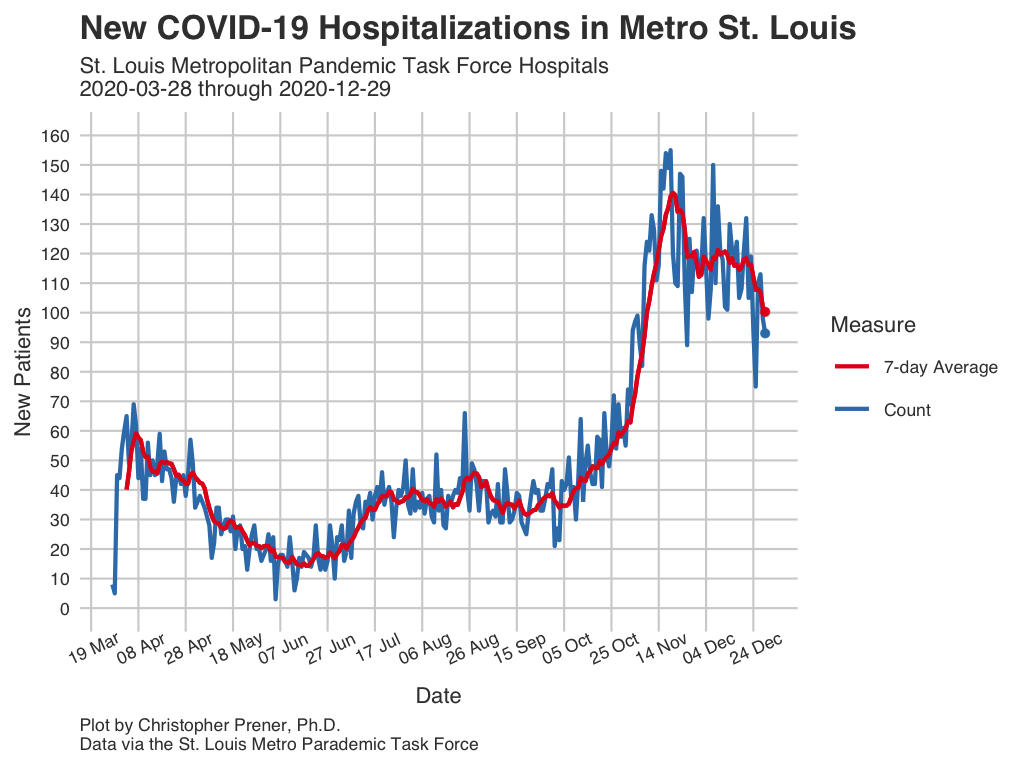 New COVID-19 Hospitalizations in Metro St. Louis
St. Louis Metropolitan Pandemic Task Force Hospitals
2020-03-28 through 2020-12-29
160
150
140
130
120
110
100
90
80
70
60
50
40
30
20
10
0
New Patients
19 Mar
08 Apr
28 Apr
18 May
07 Jun
27 Jun
17 Jul
06 Aug
26 Aug
15 Sep
05 Oct
25 Oct
14 Nov
04 Dec
24 Dec
Date
Measure
7-day Average
Count
Plot by Christopher Prener, Ph.D.
Data via the St. Louis Metro Parademic Task Force